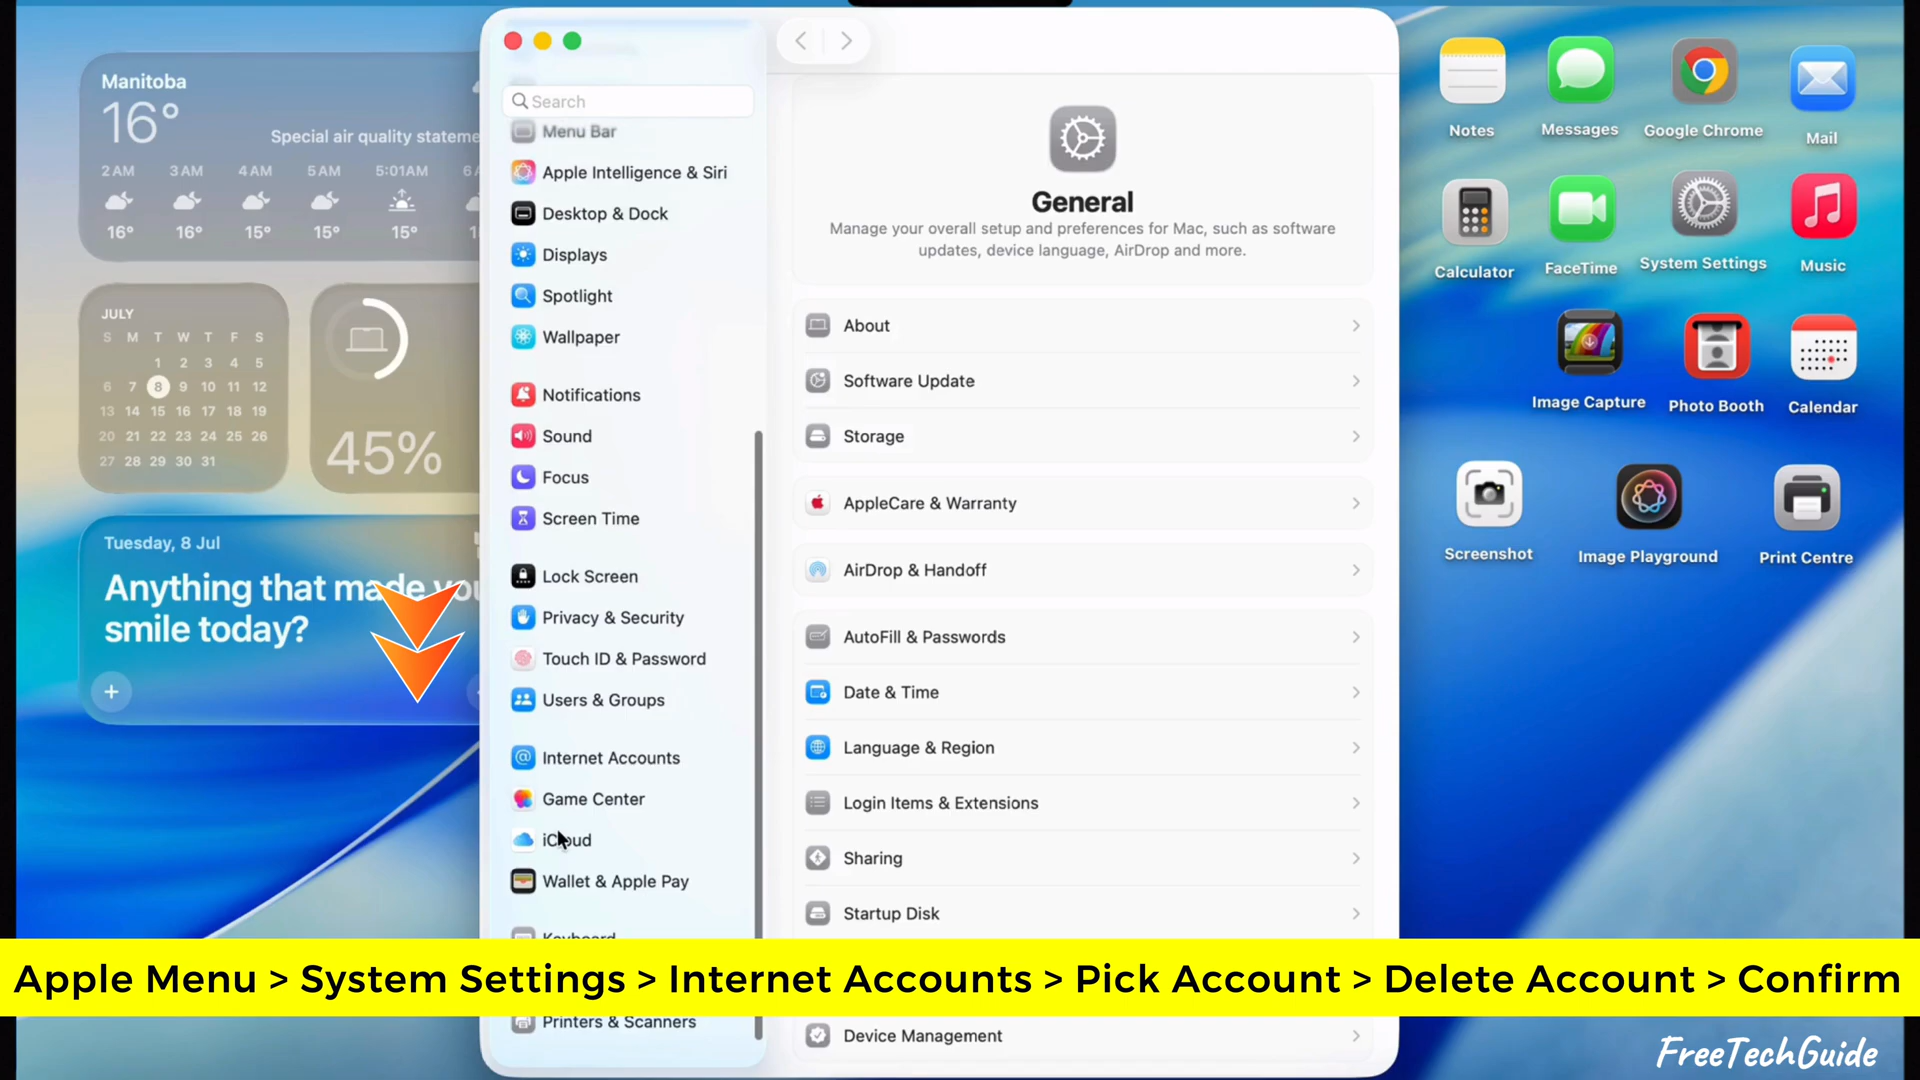 Manitoba
16°
Special air quality stateme
2 AM 3 AM 4 AM 5 AM 5:01AM 6
16° 16° 15° 15° 15° 1
JULY
S M T W T F S
1 2 3 4 5
6 7 8 9 10 11 12
13 14 15 16 17 18 19
20 21 22 23 24 25 26
27 28 29 30 31
45%
Tuesday, 8 Jul
Anything that made you
smile today?
Search
Menu Bar
Apple Intelligence & Siri
Desktop & Dock
Displays
Spotlight
Wallpaper
Notifications
Sound
Focus
Screen Time
Lock Screen
Privacy & Security
Touch ID & Password
Users & Groups
Internet Accounts
Game Center
iCloud
Wallet & Apple Pay
Keyboard
Printers & Scanners
General
Manage your overall setup and preferences for Mac, such as software
updates, device language, AirDrop and more.
About
Software Update
Storage
AppleCare & Warranty
AirDrop & Handoff
AutoFill & Passwords
Date & Time
Language & Region
Login Items & Extensions
Sharing
Startup Disk
Device Management
Notes
Messages
Google Chrome
Mail
Calculator
FaceTime
System Settings
Music
Image Capture
Photo Booth
Calendar
Screenshot
Image Playground
Print Centre
Apple Menu > System Settings > Internet Accounts > Pick Account > Delete Account > Confirm
FreeTechGuide